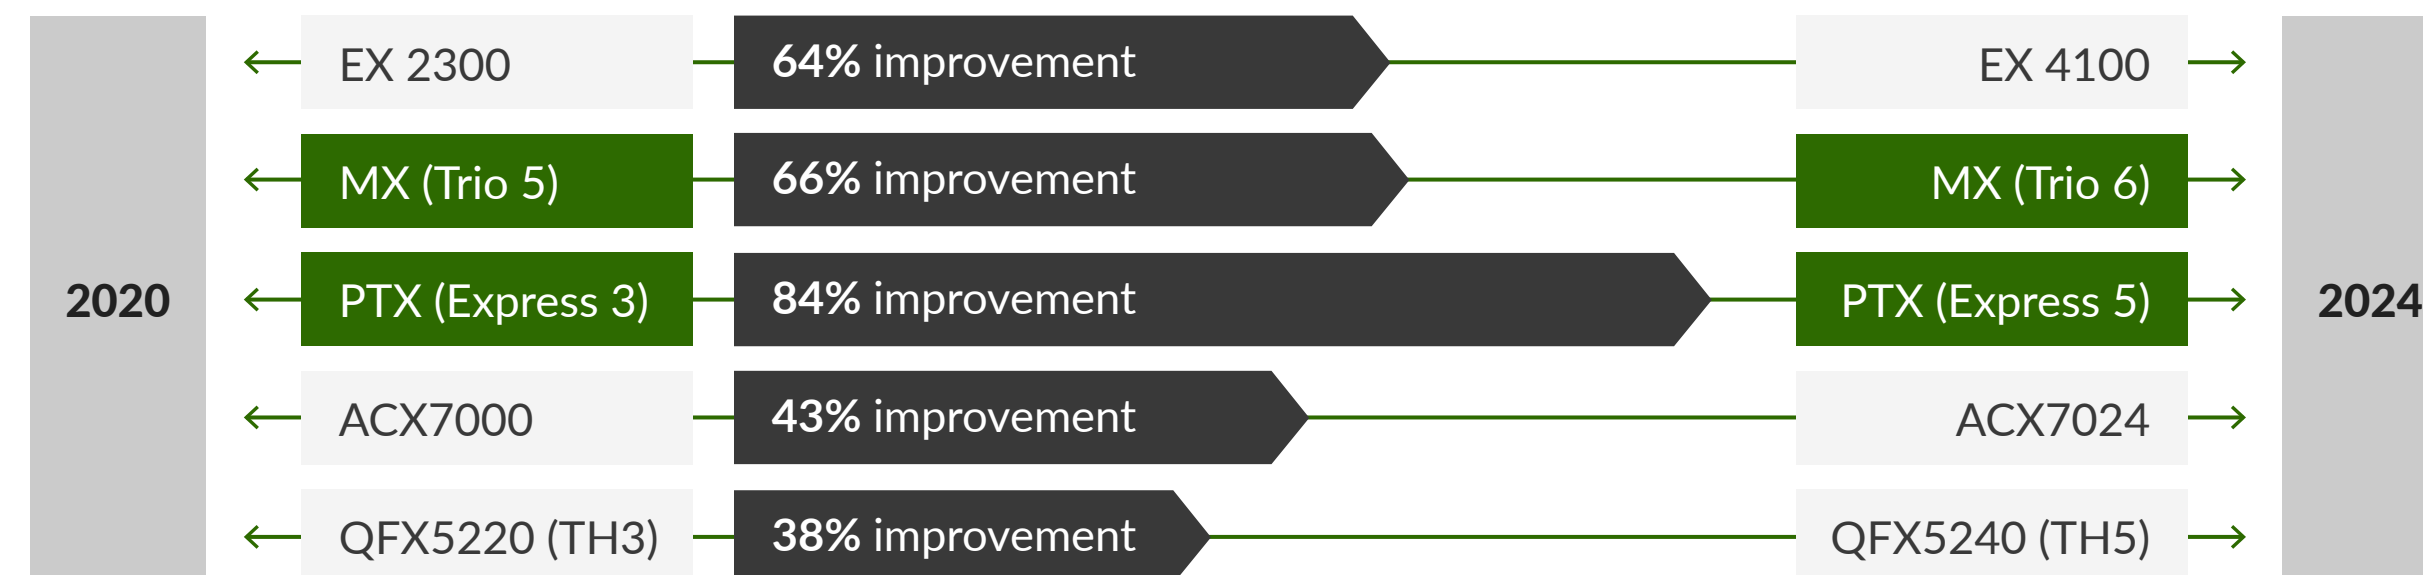 EX 2300
64% improvement
EX 4100
MX (Trio 5)
66% improvement
MX (Trio 6)
2020
PTX (Express 3)
84% improvement
PTX (Express 5)
2024
ACX7000
43% improvement
ACX7024
QFX5220 (TH3)
38% improvement
QFX5240 (TH5)